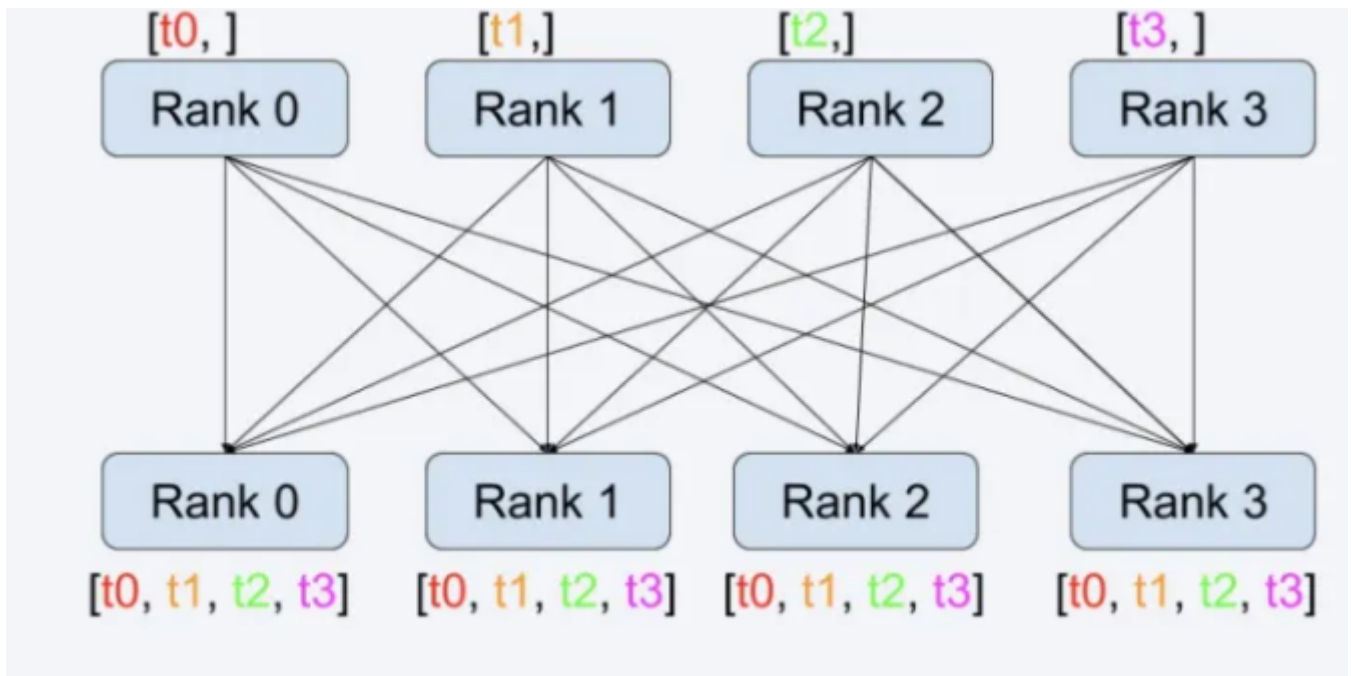 [t0, ] [t1,] [t2,] [t3, ]
Rank 0 Rank 1 Rank 2 Rank 3
Rank 0 Rank 1 Rank 2 Rank 3
[t0, t1, t2, t3] [t0, t1, t2, t3] [t0, t1, t2, t3] [t0, t1, t2, t3]